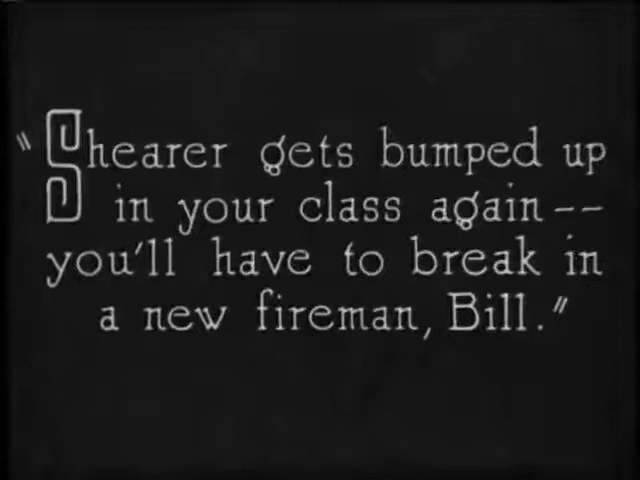 "Shearer gets bumped up
in your class again--
you'll have to break in
a new fireman, Bill."